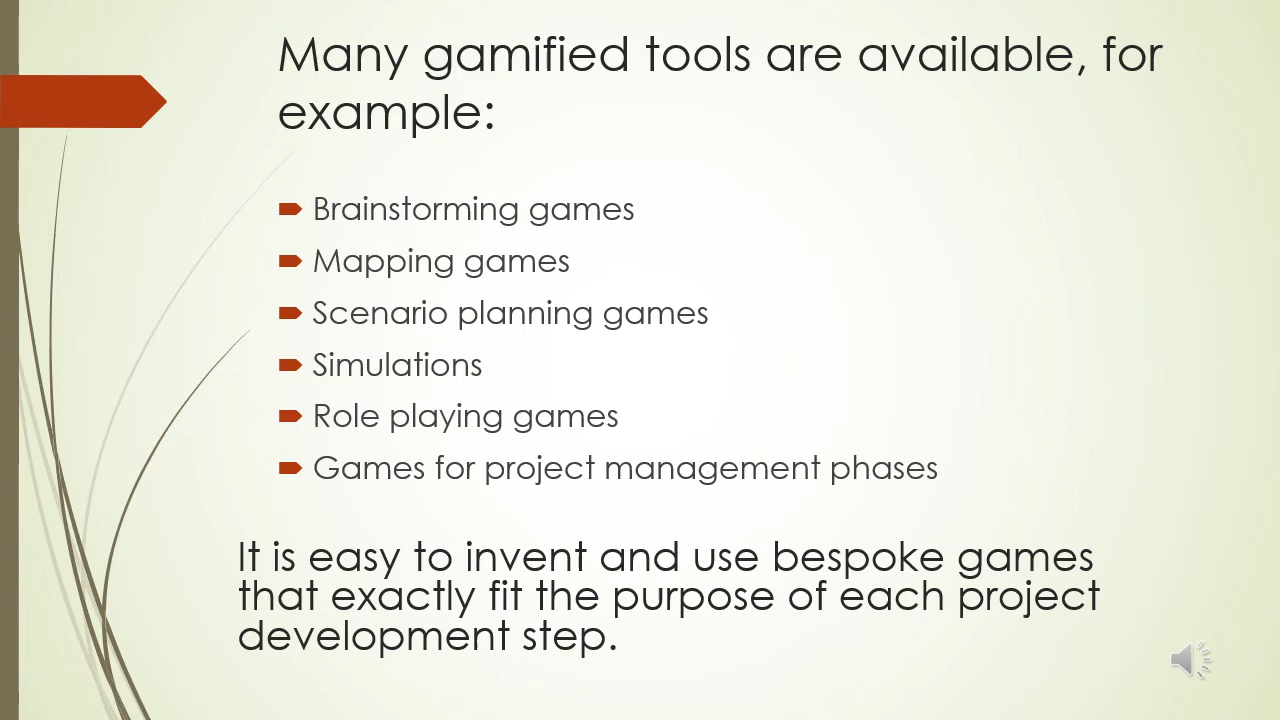 Many gamified tools are available, for
example:
Brainstorming games
Mapping games
Scenario planning games
Simulations
Role playing games
Games for project management phases
It is easy to invent and use bespoke games
that exactly fit the purpose of each project
development step.